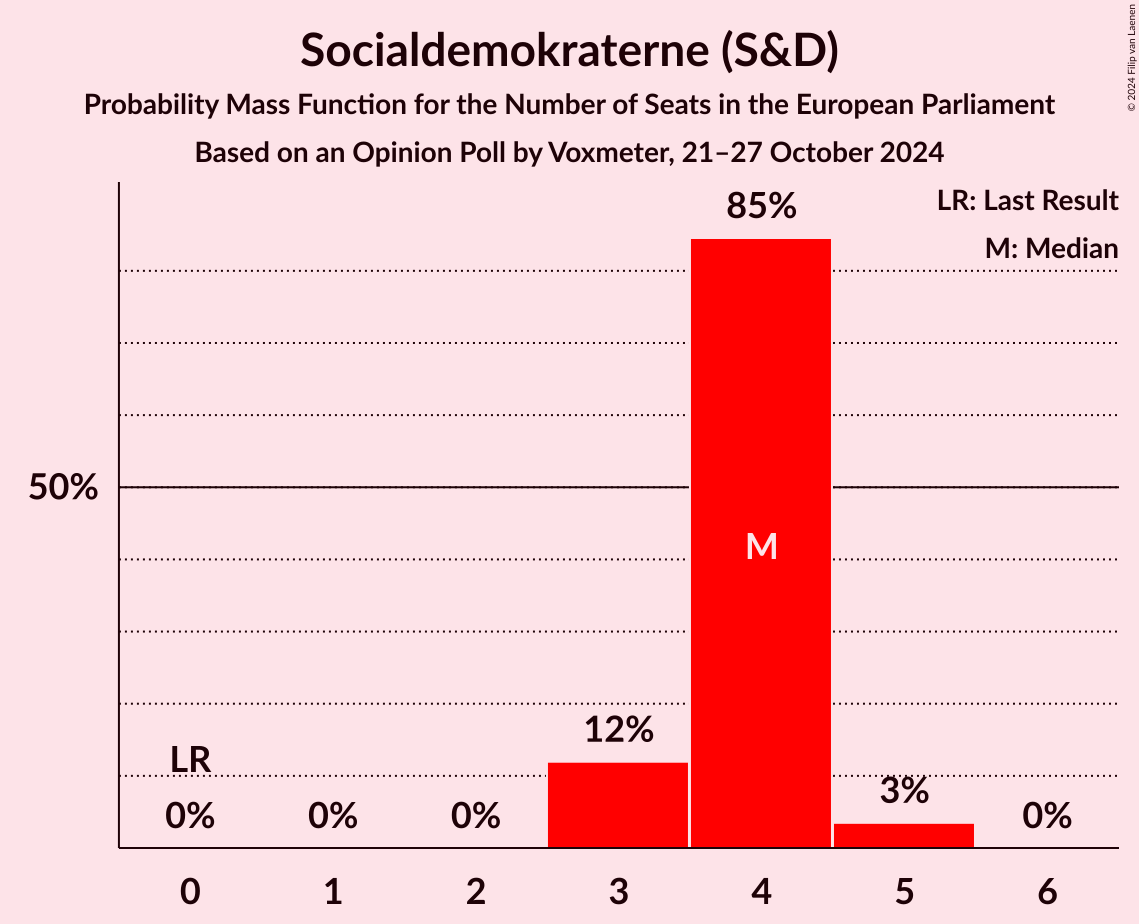 Socialdemokraterne (S&D)
Probability Mass Function for the Number of Seats in the European Parliament
Based on an Opinion Poll by Voxmeter, 21–27 October 2024
© 2024 Filip van Laenen
LR: Last Result
M: Median
85%
50%
M
12%
LR
3%
0%
0%
0%
0%
0 1 2 3 4 5 6